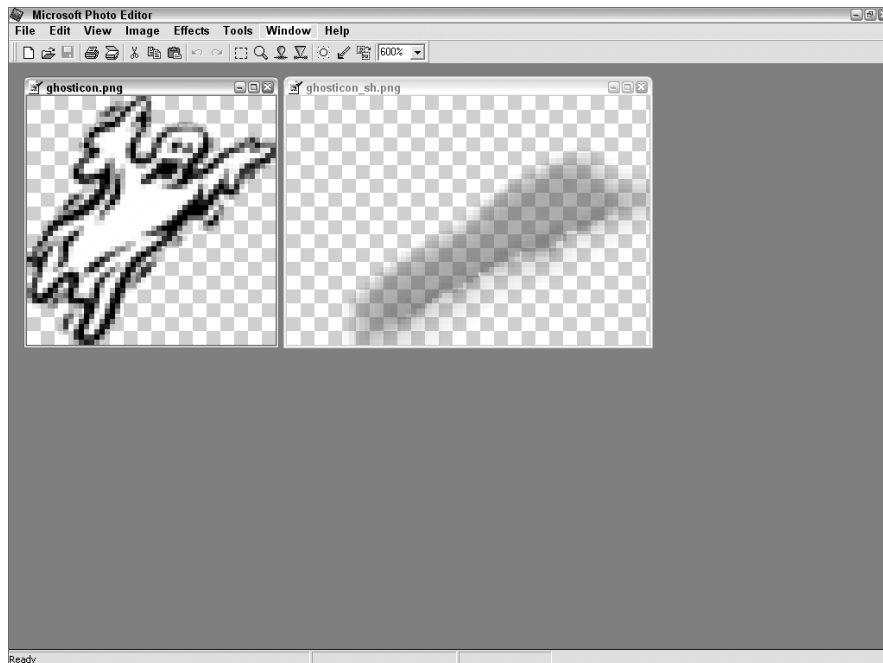 Microsoft Photo Editor
File Edit View Image Effects Tools Window Help
600%
ghosticon.png
ghosticon_sh.png
Ready